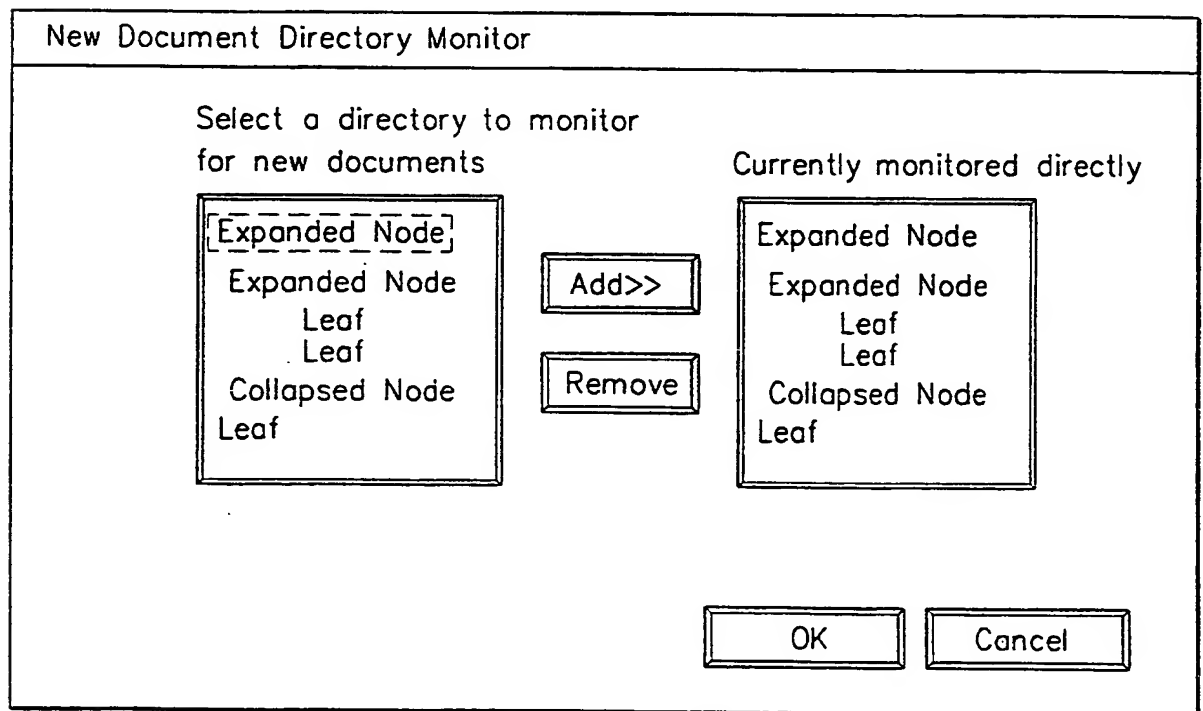 New Document Directory Monitor
Select a directory to monitor
for new documents
Expanded Node
Expanded Node
Leaf
Leaf
Collapsed Node
Leaf
Add>>
Remove
Currently monitored directly
Expanded Node
Expanded Node
Leaf
Leaf
Collapsed Node
Leaf
OK
Cancel